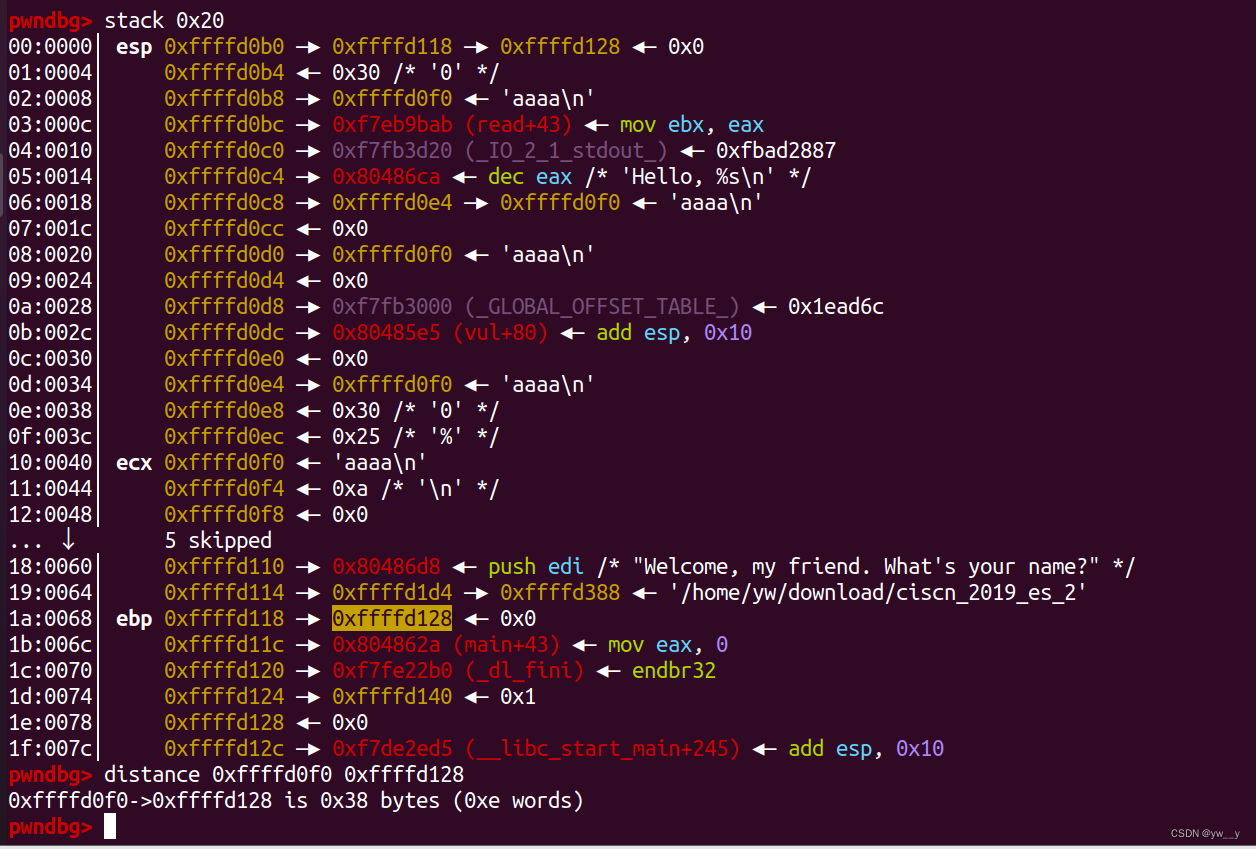 pwndbg> stack 0x20
00:0000│ esp 0xffffd0b0 —▸ 0xffffd118 —▸ 0xffffd128 ◂— 0x0
01:0004│     0xffffd0b4 ◂— 0x30 /* '0' */
02:0008│     0xffffd0b8 —▸ 0xffffd0f0 ◂— 'aaaa\n'
03:000c│     0xffffd0bc —▸ 0xf7eb9bab (read+43) ◂— mov ebx, eax
04:0010│     0xffffd0c0 —▸ 0xf7fb3d20 (_IO_2_1_stdout_) ◂— 0xfbad2887
05:0014│     0xffffd0c4 —▸ 0x80486ca ◂— dec eax /* 'Hello, %s\n' */
06:0018│     0xffffd0c8 —▸ 0xffffd0e4 —▸ 0xffffd0f0 ◂— 'aaaa\n'
07:001c│     0xffffd0cc ◂— 0x0
08:0020│     0xffffd0d0 —▸ 0xffffd0f0 ◂— 'aaaa\n'
09:0024│     0xffffd0d4 ◂— 0x0
0a:0028│     0xffffd0d8 —▸ 0xf7fb3000 (_GLOBAL_OFFSET_TABLE_) ◂— 0x1ead6c
0b:002c│     0xffffd0dc —▸ 0x80485e5 (vul+80) ◂— add esp, 0x10
0c:0030│     0xffffd0e0 ◂— 0x0
0d:0034│     0xffffd0e4 —▸ 0xffffd0f0 ◂— 'aaaa\n'
0e:0038│     0xffffd0e8 ◂— 0x30 /* '0' */
0f:003c│     0xffffd0ec ◂— 0x25 /* '%' */
10:0040│ ecx 0xffffd0f0 ◂— 'aaaa\n'
11:0044│     0xffffd0f4 ◂— 0xa /* '\n' */
12:0048│     0xffffd0f8 ◂— 0x0
... ↓     5 skipped
18:0060│     0xffffd110 —▸ 0x80486d8 ◂— push edi /* "Welcome, my friend. What's your name?" */
19:0064│     0xffffd114 —▸ 0xffffd1d4 —▸ 0xffffd388 ◂— '/home/yw/download/ciscn_2019_es_2'
1a:0068│ ebp 0xffffd118 —▸ 0xffffd128 ◂— 0x0
1b:006c│     0xffffd11c —▸ 0x804862a (main+43) ◂— mov eax, 0
1c:0070│     0xffffd120 —▸ 0xf7fe22b0 (_dl_fini) ◂— endbr32
1d:0074│     0xffffd124 —▸ 0xffffd140 ◂— 0x1
1e:0078│     0xffffd128 ◂— 0x0
1f:007c│     0xffffd12c —▸ 0xf7de2ed5 (__libc_start_main+245) ◂— add esp, 0x10
pwndbg> distance 0xffffd0f0 0xffffd128
0xffffd0f0->0xffffd128 is 0x38 bytes (0xe words)
pwndbg>
CSDN @yw__y